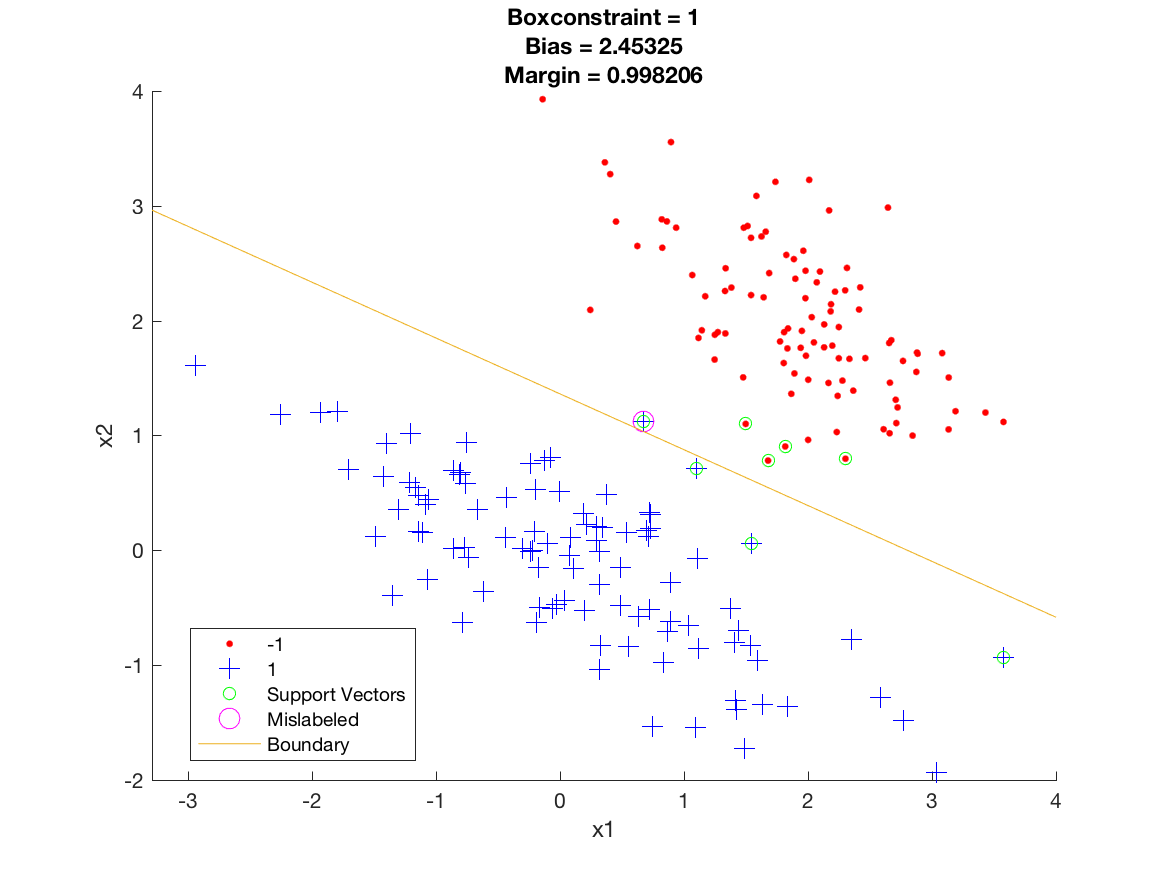 Boxconstraint = 1
Bias = 2.45325
Margin = 0.998206
4
3
2
1
0
-1
-2
x2
-1
1
Support Vectors
Mislabeled
Boundary
-3 -2 -1 0 1 2 3 4
x1